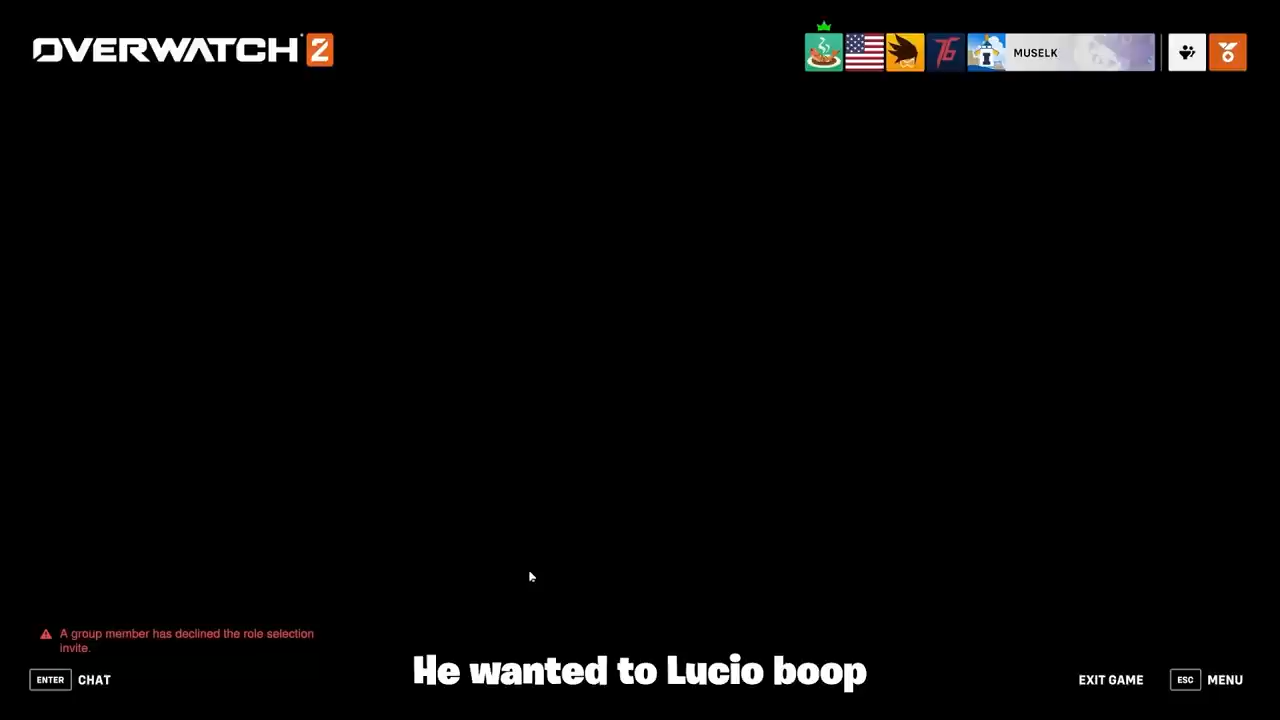 OVERWATCH 2
76
MUSELK
A group member has declined the role selection
invite.
ENTER CHAT
He wanted to Lucio boop
EXIT GAME
ESC MENU